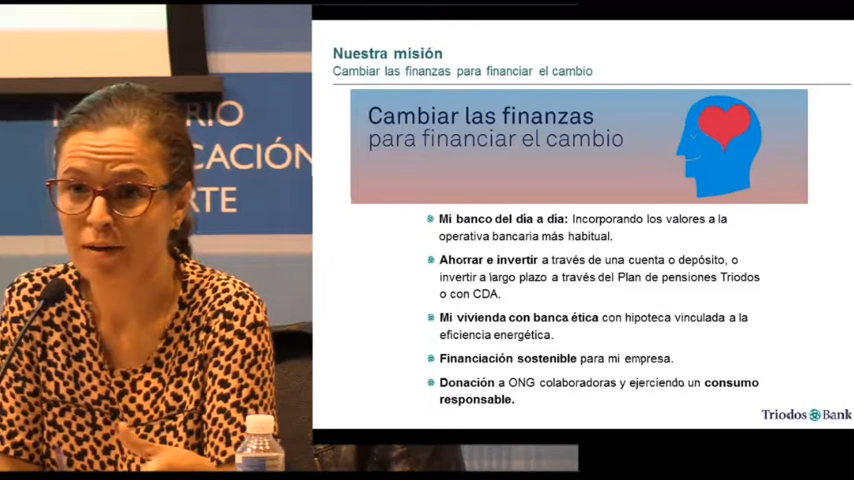 RIO
CACIÓN
RTE
Nuestra misión
Cambiar las finanzas para financiar el cambio
Cambiar las finanzas
para financiar el cambio
Mi banco del día a día: Incorporando los valores a la
operativa bancaria más habitual.
Ahorrar e invertir a través de una cuenta o depósito, o
invertir a largo plazo a través del Plan de pensiones Triodos
o con CDA.
Mi vivienda con banca ética con hipoteca vinculada a la
eficiencia energética.
Financiación sostenible para mi empresa.
Donación a ONG colaboradoras y ejerciendo un consumo
responsable.
Triodos Bank